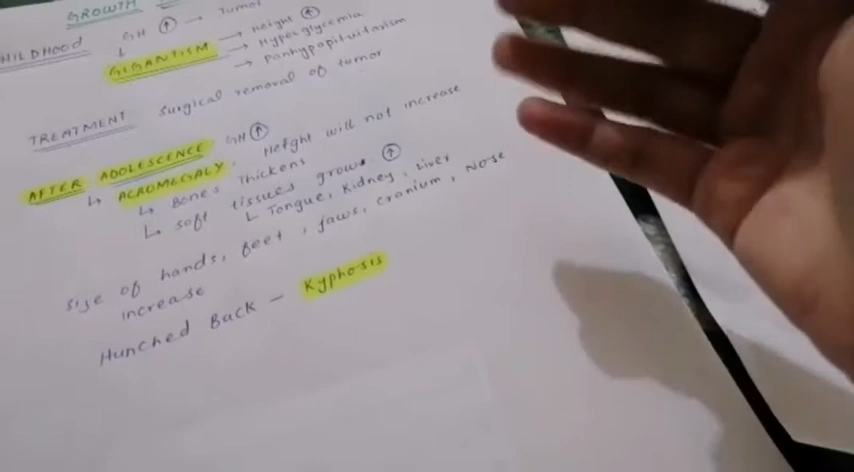 GROWTH
CHILDHOOD GH ↑ → Tumor
↓
GIGANTISM → Height ↑
→ Hyperglycemia
→ Panhypopituitarism
TREATMENT Surgical removal of tumor
AFTER ADOLESCENCE GH ↑
↳ ACROMEGALY, Height will not increase
↳ Bones Thickens
↳ Soft tissues grow ↑
↳ Tongue, Kidney, Liver
Size of hands, feet, jaws, cranium, Nose
increase
Hunched Back – Kyphosis